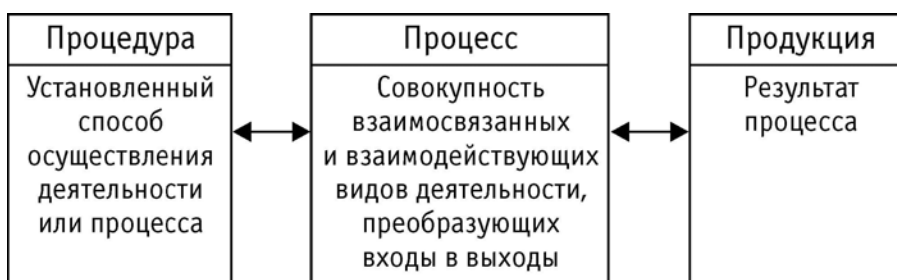 Процедура
Установленный
способ
осуществления
деятельности
или процесса
Процесс
Совокупность
взаимосвязанных
и взаимодействующих
видов деятельности,
преобразующих
входы в выходы
Продукция
Результат
процесса